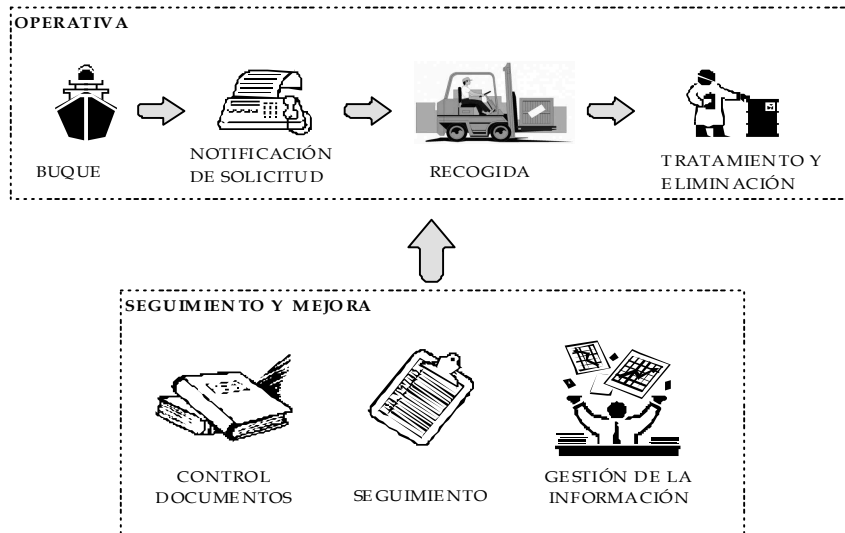 OPERATIVA
BUQUE
NOTIFICACIÓN
DE SOLICITUD
RECOGIDA
TRATAMIENTO Y
ELIMINACIÓN
SEGUIMIENTO Y MEJORA
CONTROL
DOCUMENTOS
SEGUIMIENTO
GESTIÓN DE LA
INFORMACIÓN